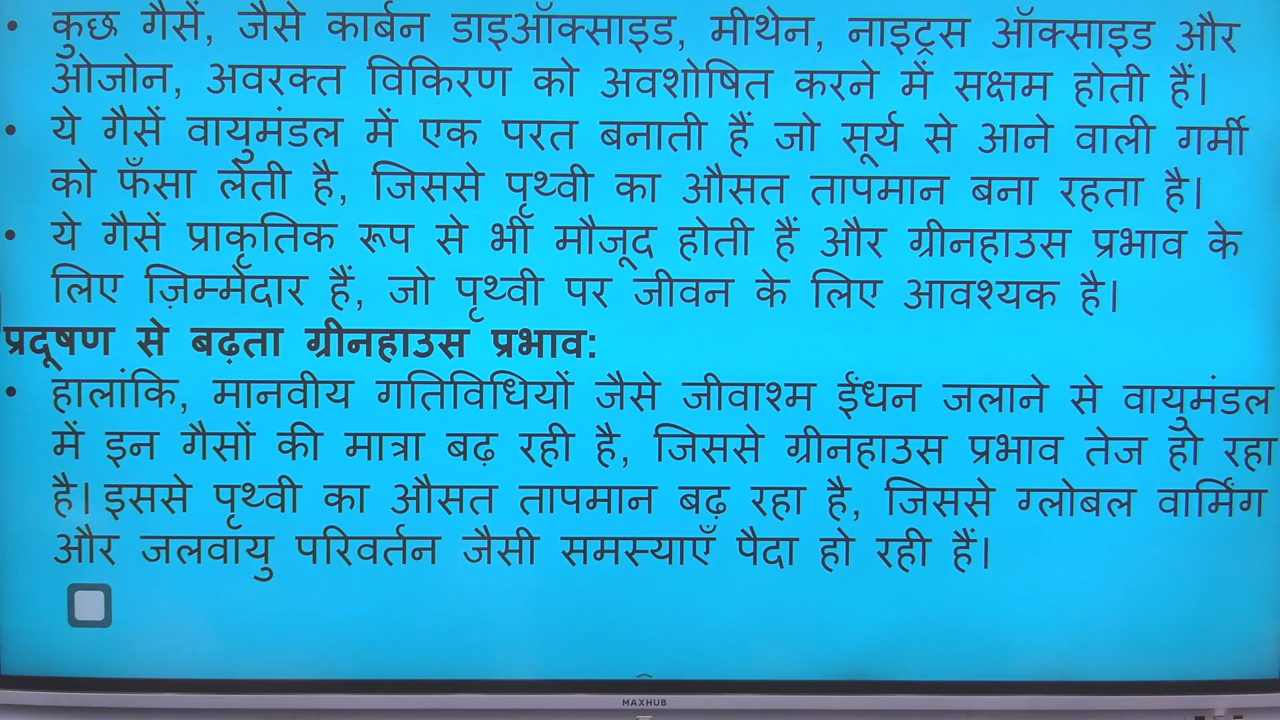 • कुछ गैसें, जैसे कार्बन डाइऑक्साइड, मीथेन, नाइट्रस ऑक्साइड और
ओजोन, अवरक्त विकिरण को अवशोषित करने में सक्षम होती हैं।
• ये गैसें वायुमंडल में एक परत बनाती हैं जो सूर्य से आने वाली गर्मी
को फँसा लेती है, जिससे पृथ्वी का औसत तापमान बना रहता है।
• ये गैसें प्राकृतिक रूप से भी मौजूद होती हैं और ग्रीनहाउस प्रभाव के
लिए ज़िम्मेदार हैं, जो पृथ्वी पर जीवन के लिए आवश्यक है।
प्रदूषण से बढ़ता ग्रीनहाउस प्रभाव:
• हालांकि, मानवीय गतिविधियों जैसे जीवाश्म ईंधन जलाने से वायुमंडल
में इन गैसों की मात्रा बढ़ रही है, जिससे ग्रीनहाउस प्रभाव तेज हो रहा
है। इससे पृथ्वी का औसत तापमान बढ़ रहा है, जिससे ग्लोबल वार्मिंग
और जलवायु परिवर्तन जैसी समस्याएँ पैदा हो रही हैं।
MAXHUB